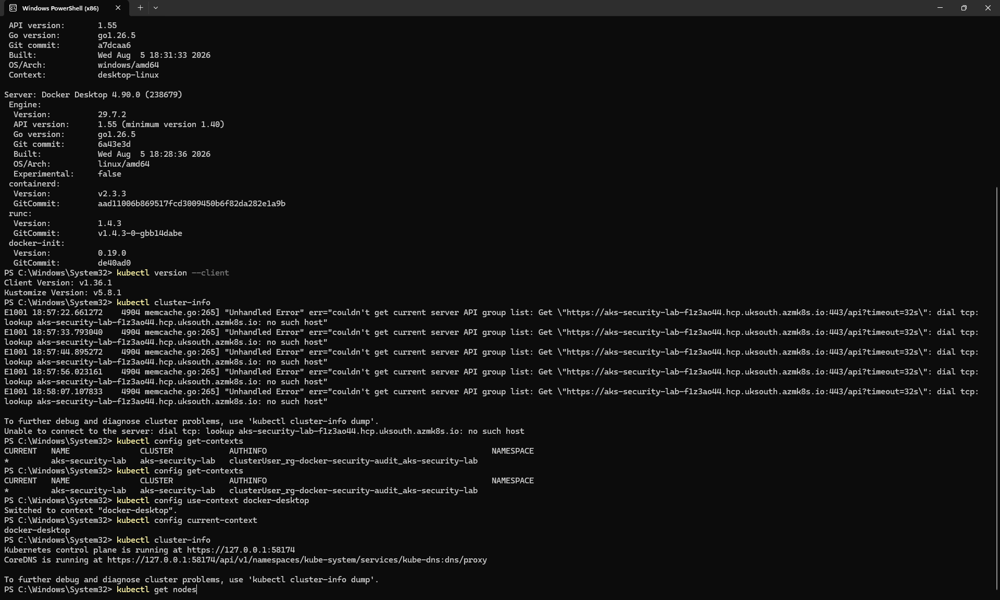 Windows PowerShell (x86)
API version: 1.55
Go version: go1.26.5
Git commit: a7dcaa6
Built: Wed Aug  5 18:31:33 2026
OS/Arch: windows/amd64
Context: desktop-linux
Server: Docker Desktop 4.90.0 (238679)
Engine:
Version: 29.7.2
API version: 1.55 (minimum version 1.40)
Go version: go1.26.5
Git commit: 6a43e3d
Built: Wed Aug  5 18:28:36 2026
OS/Arch: linux/amd64
Experimental: false
containerd:
Version: v2.3.3
GitCommit: aad11006b869517fcd3009450b6f82da282e1a9b
runc:
Version: 1.4.3
GitCommit: v1.4.3-0-gbb14dabe
docker-init:
Version: 0.19.0
GitCommit: de40ad0
PS C:\Windows\System32> kubectl version --client
Client Version: v1.36.1
Kustomize Version: v5.8.1
PS C:\Windows\System32> kubectl cluster-info
E1001 18:57:22.661272    4904 memcache.go:265] "Unhandled Error" err="couldn't get current server API group list: Get \"https://aks-security-lab-f1z3ao44.hcp.uksouth.azmk8s.io:443/api?timeout=32s\": dial tcp:
lookup aks-security-lab-f1z3ao44.hcp.uksouth.azmk8s.io: no such host"
E1001 18:57:33.793040    4904 memcache.go:265] "Unhandled Error" err="couldn't get current server API group list: Get \"https://aks-security-lab-f1z3ao44.hcp.uksouth.azmk8s.io:443/api?timeout=32s\": dial tcp:
lookup aks-security-lab-f1z3ao44.hcp.uksouth.azmk8s.io: no such host"
E1001 18:57:44.895272    4904 memcache.go:265] "Unhandled Error" err="couldn't get current server API group list: Get \"https://aks-security-lab-f1z3ao44.hcp.uksouth.azmk8s.io:443/api?timeout=32s\": dial tcp:
lookup aks-security-lab-f1z3ao44.hcp.uksouth.azmk8s.io: no such host"
E1001 18:57:56.023161    4904 memcache.go:265] "Unhandled Error" err="couldn't get current server API group list: Get \"https://aks-security-lab-f1z3ao44.hcp.uksouth.azmk8s.io:443/api?timeout=32s\": dial tcp:
lookup aks-security-lab-f1z3ao44.hcp.uksouth.azmk8s.io: no such host"
E1001 18:58:07.107833    4904 memcache.go:265] "Unhandled Error" err="couldn't get current server API group list: Get \"https://aks-security-lab-f1z3ao44.hcp.uksouth.azmk8s.io:443/api?timeout=32s\": dial tcp:
lookup aks-security-lab-f1z3ao44.hcp.uksouth.azmk8s.io: no such host"
To further debug and diagnose cluster problems, use 'kubectl cluster-info dump'.
Unable to connect to the server: dial tcp: lookup aks-security-lab-f1z3ao44.hcp.uksouth.azmk8s.io: no such host
PS C:\Windows\System32> kubectl config get-contexts
CURRENT   NAME               CLUSTER            AUTHINFO                                                NAMESPACE
*         aks-security-lab   aks-security-lab   clusterUser_rg-docker-security-audit_aks-security-lab
PS C:\Windows\System32> kubectl config get-contexts
CURRENT   NAME               CLUSTER            AUTHINFO                                                NAMESPACE
*         aks-security-lab   aks-security-lab   clusterUser_rg-docker-security-audit_aks-security-lab
PS C:\Windows\System32> kubectl config use-context docker-desktop
Switched to context "docker-desktop".
PS C:\Windows\System32> kubectl config current-context
docker-desktop
PS C:\Windows\System32> kubectl cluster-info
Kubernetes control plane is running at https://127.0.0.1:58174
CoreDNS is running at https://127.0.0.1:58174/api/v1/namespaces/kube-system/services/kube-dns:dns/proxy
To further debug and diagnose cluster problems, use 'kubectl cluster-info dump'.
PS C:\Windows\System32> kubectl get nodes